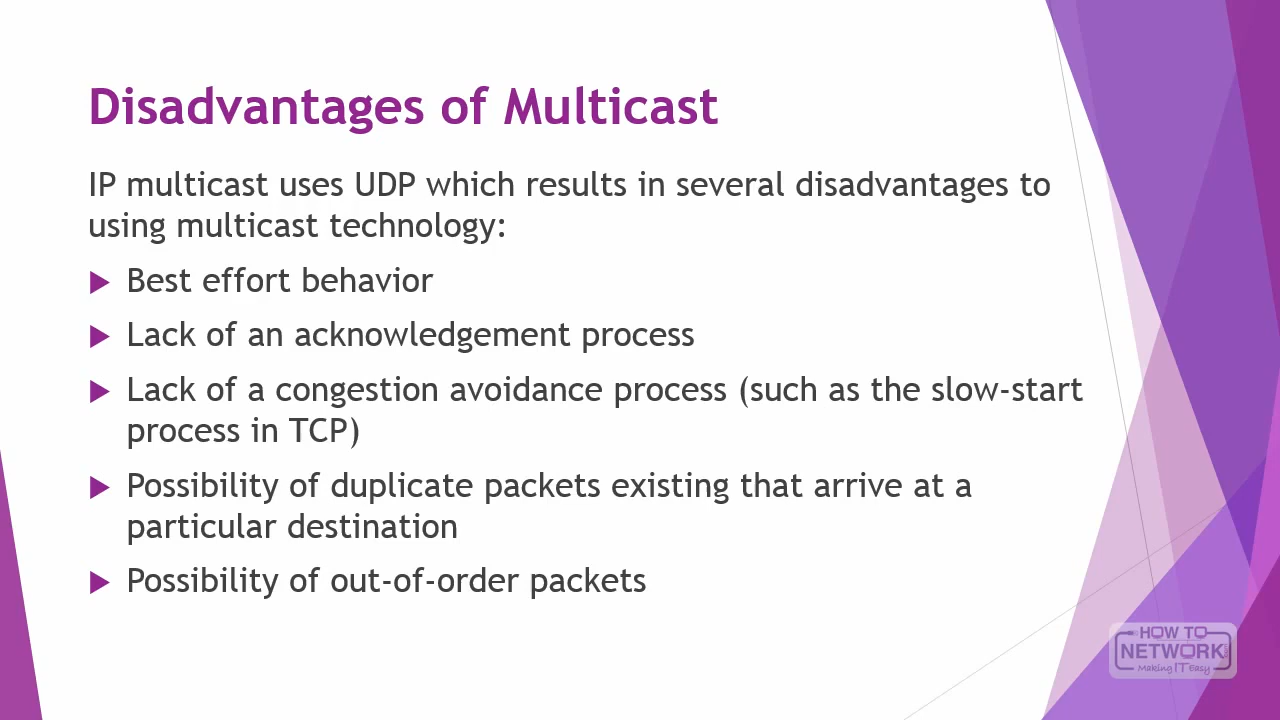 Disadvantages of Multicast
IP multicast uses UDP which results in several disadvantages to
using multicast technology:
Best effort behavior
Lack of an acknowledgement process
Lack of a congestion avoidance process (such as the slow-start
process in TCP)
Possibility of duplicate packets existing that arrive at a
particular destination
Possibility of out-of-order packets
HOW TO
NETWORK
Making IT Easy